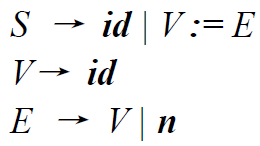 S → id | V := E
V → id
E → V | n